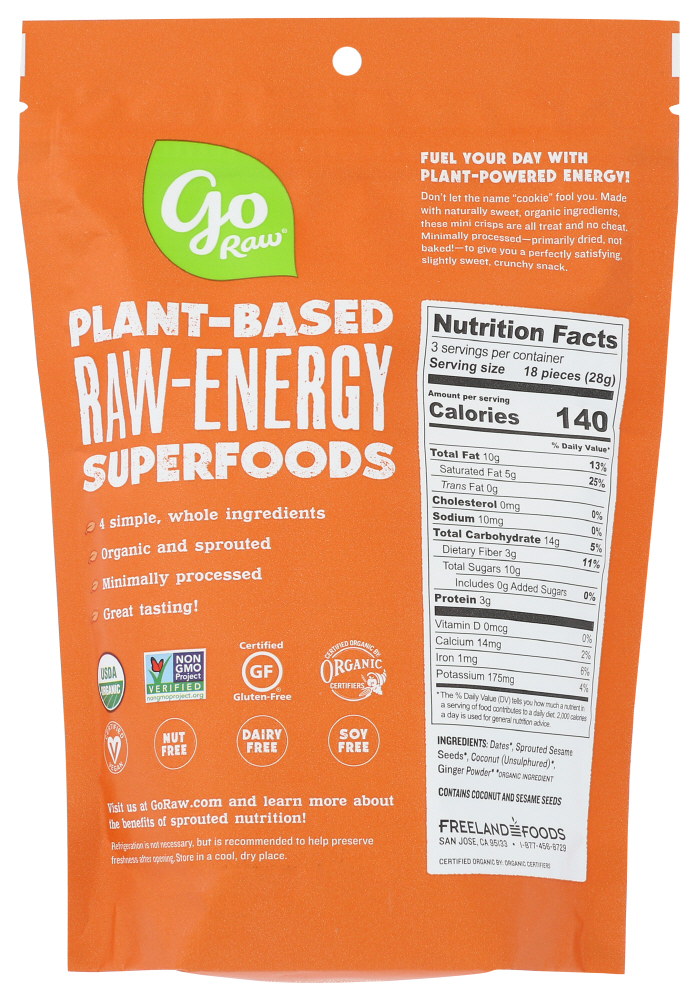 go
Raw®
PLANT-BASED
RAW-ENERGY
SUPERFOODS
4 simple, whole ingredients
Organic and sprouted
Minimally processed
Great tasting!
USDA
ORGANIC
NON
GMO
Project
VERIFIED
nongmoproject.org
Certified
GF
®
Gluten-Free
CERTIFIED ORGANIC BY
ORGANIC
CERTIFIERS
CERTIFIED
V
VEGAN
NUT
FREE
DAIRY
FREE
SOY
FREE
Visit us at GoRaw.com and learn more about
the benefits of sprouted nutrition!
Refrigeration is not necessary, but is recommended to help preserve
freshness after opening. Store in a cool, dry place.
FUEL YOUR DAY WITH
PLANT-POWERED ENERGY!
Don't let the name "cookie" fool you. Made
with naturally sweet, organic ingredients,
these mini crisps are all treat and no cheat.
Minimally processed—primarily dried, not
baked!—to give you a perfectly satisfying,
slightly sweet, crunchy snack.
Nutrition Facts
3 servings per container
Serving size 18 pieces (28g)
Amount per serving
Calories 140
% Daily Value*
Total Fat 10g 13%
Saturated Fat 5g 25%
Trans Fat 0g
Cholesterol 0mg 0%
Sodium 10mg 0%
Total Carbohydrate 14g 5%
Dietary Fiber 3g 11%
Total Sugars 10g
Includes 0g Added Sugars 0%
Protein 3g
Vitamin D 0mcg 0%
Calcium 14mg 2%
Iron 1mg 6%
Potassium 175mg 4%
*The % Daily Value (DV) tells you how much a nutrient in
a serving of food contributes to a daily diet. 2,000 calories
a day is used for general nutrition advice.
INGREDIENTS: Dates*, Sprouted Sesame
Seeds*, Coconut (Unsulphured)*,
Ginger Powder* *ORGANIC INGREDIENT
CONTAINS COCONUT AND SESAME SEEDS
FREELAND FOODS
SAN JOSE, CA 95133 • 1-877-456-8729
CERTIFIED ORGANIC BY: ORGANIC CERTIFIERS